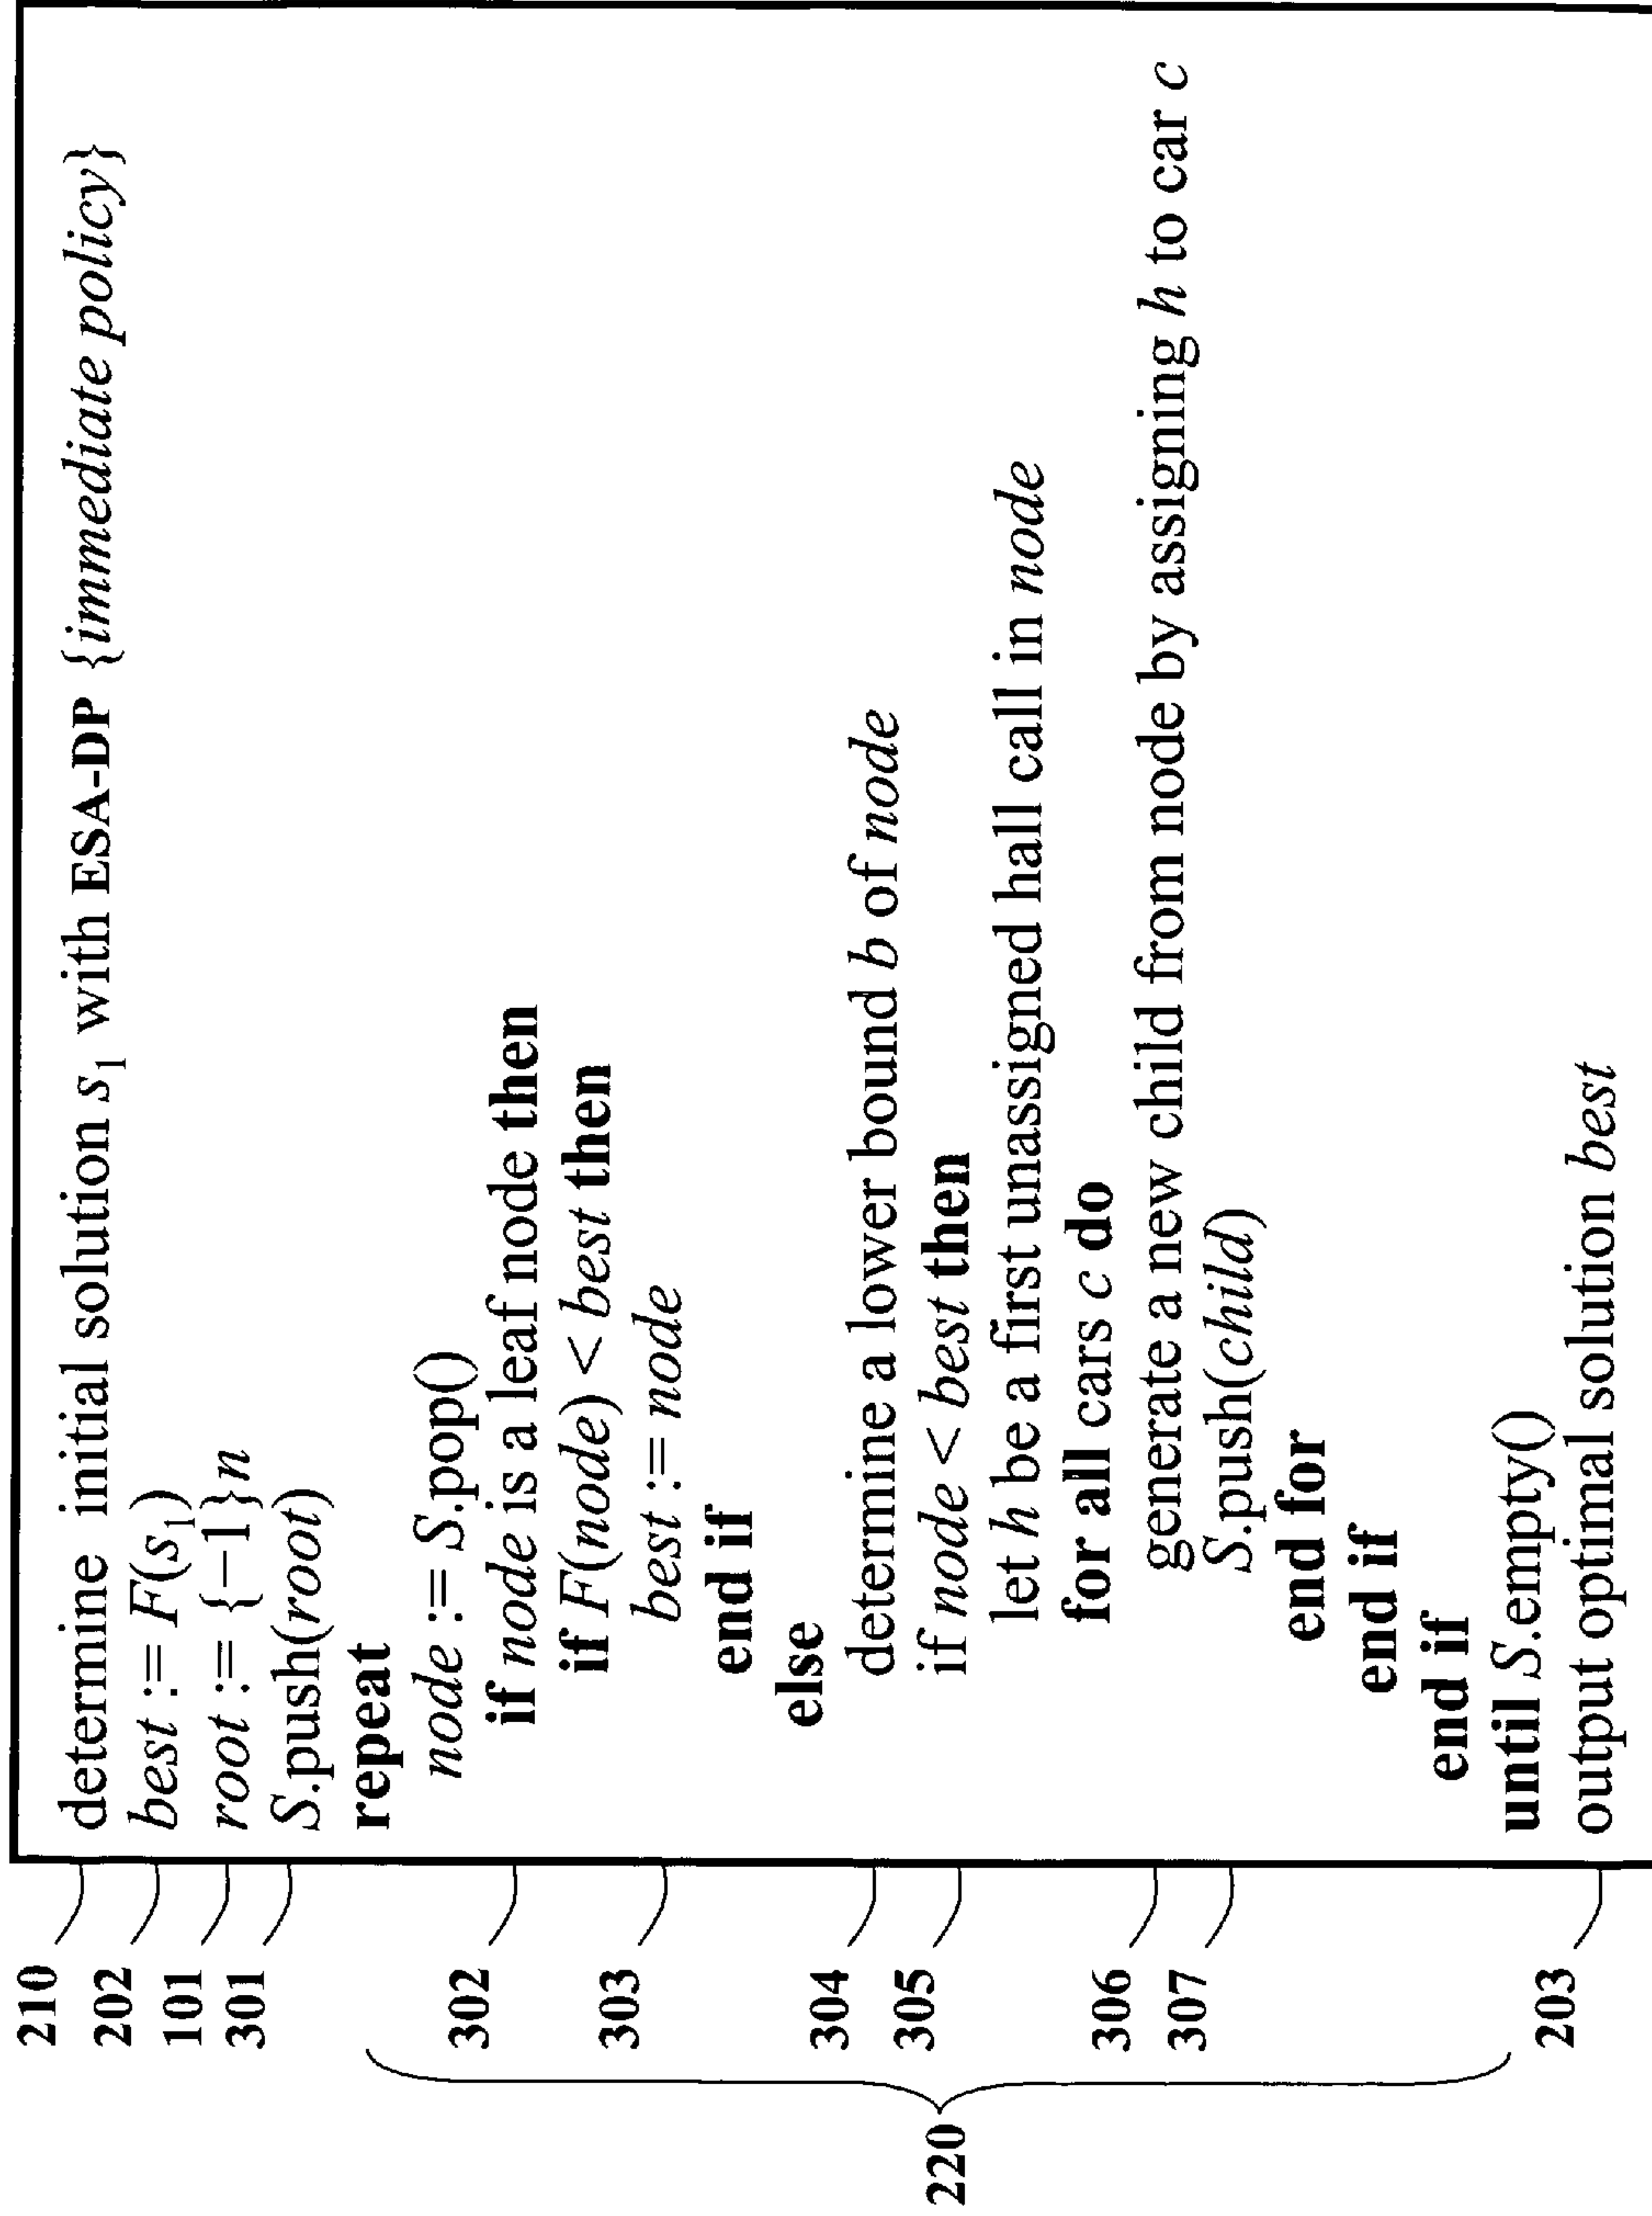 210 determine initial solution s₁ with ESA-DP {immediate policy}
202 best := F(s₁)
101 root := {−1}n
301 S.push(root)
repeat
node := S.pop()
302 if node is a leaf node then
if F(node) < best then
303 best := node
end if
else
304 determine a lower bound b of node
305 if node < best then
let h be a first unassigned hall call in node
for all cars c do
306 generate a new child from node by assigning h to car c
307 S.push(child)
end for
end if
end if
until S.empty()
203 output optimal solution best
220